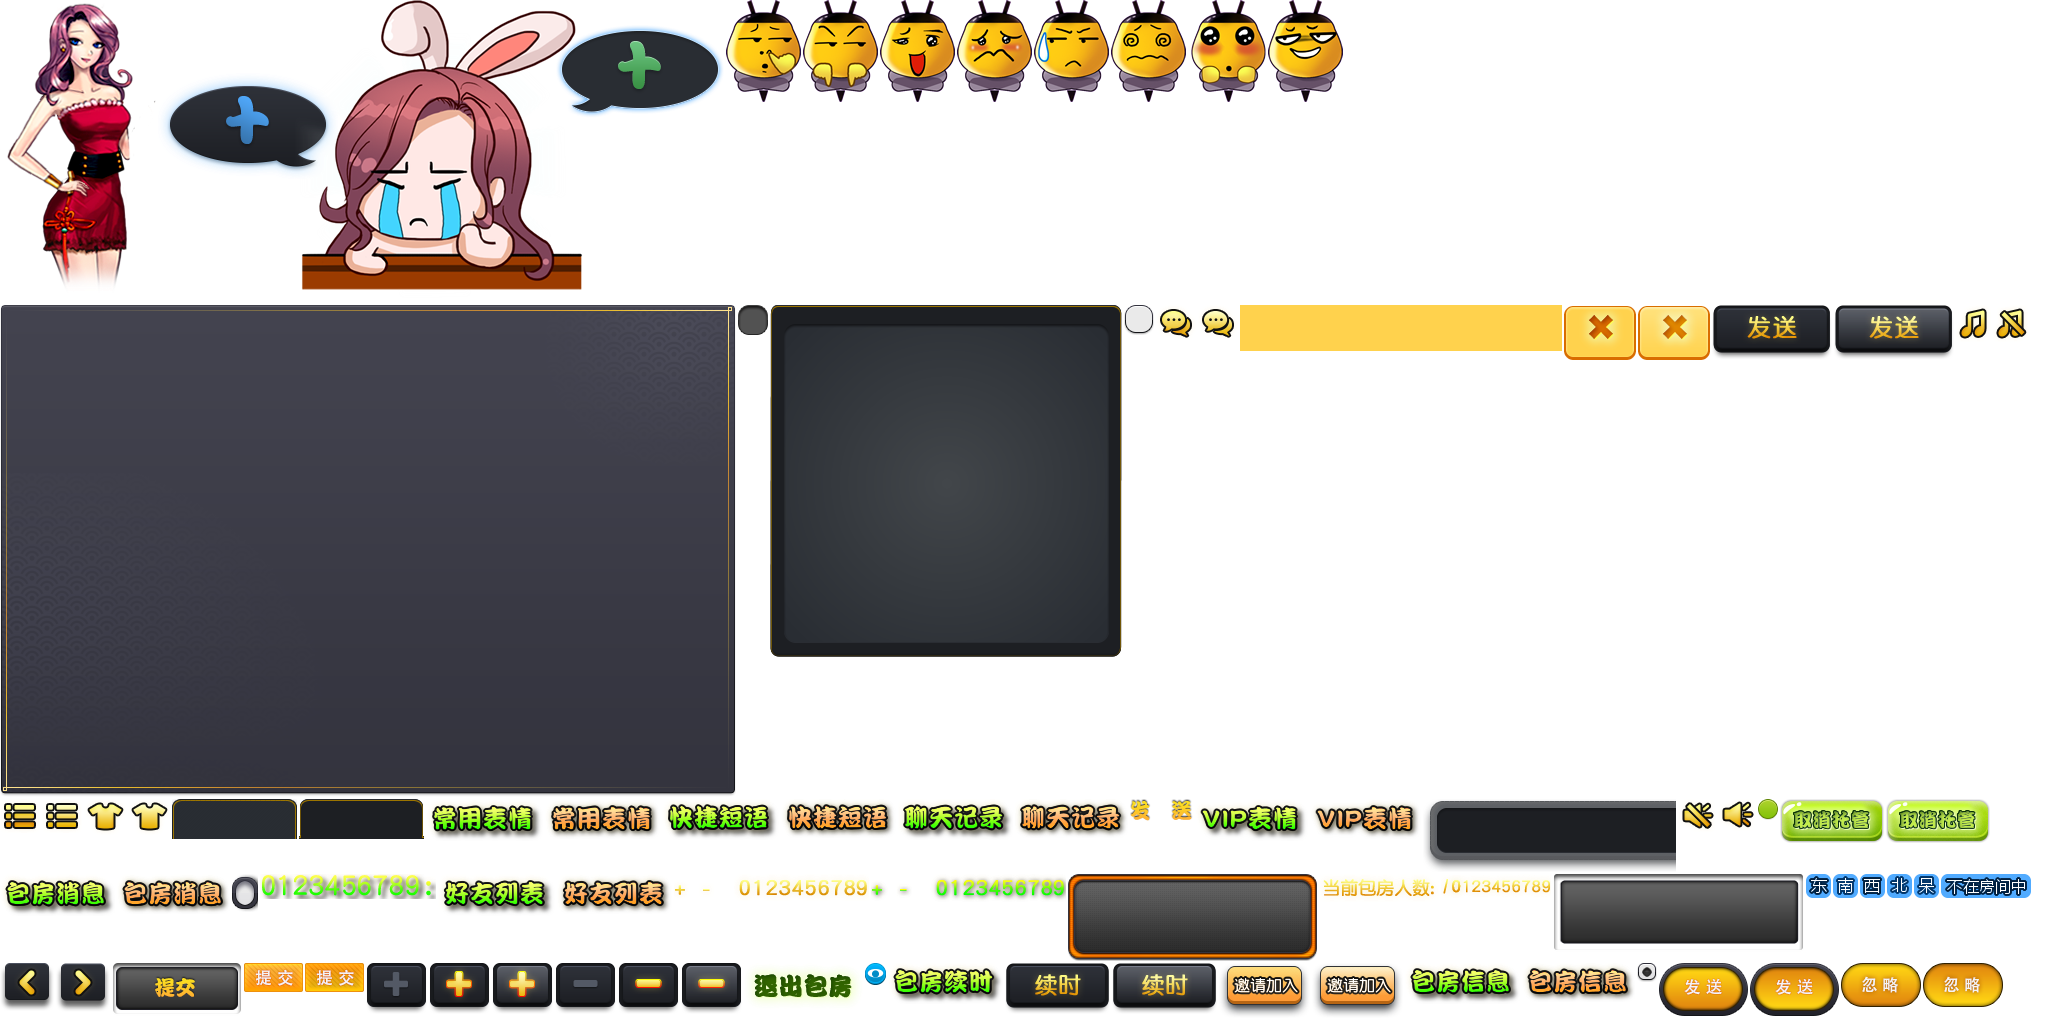 发送 发送
常用表情 常用表情 快捷短语 快捷短语 聊天记录 聊天记录 发 送 VIP表情 VIP表情 取消托管 取消托管
包房消息 包房消息 0123456789: 好友列表 好友列表 + - 0123456789 + - 0123456789 当前包房人数: /0123456789 东 南 西 北 呆 不在房间中
提交 提 交 提 交 退出包房 包房续时 续时 续时 邀请加入 邀请加入 包房信息 包房信息 发 送 发 送 忽 略 忽 略